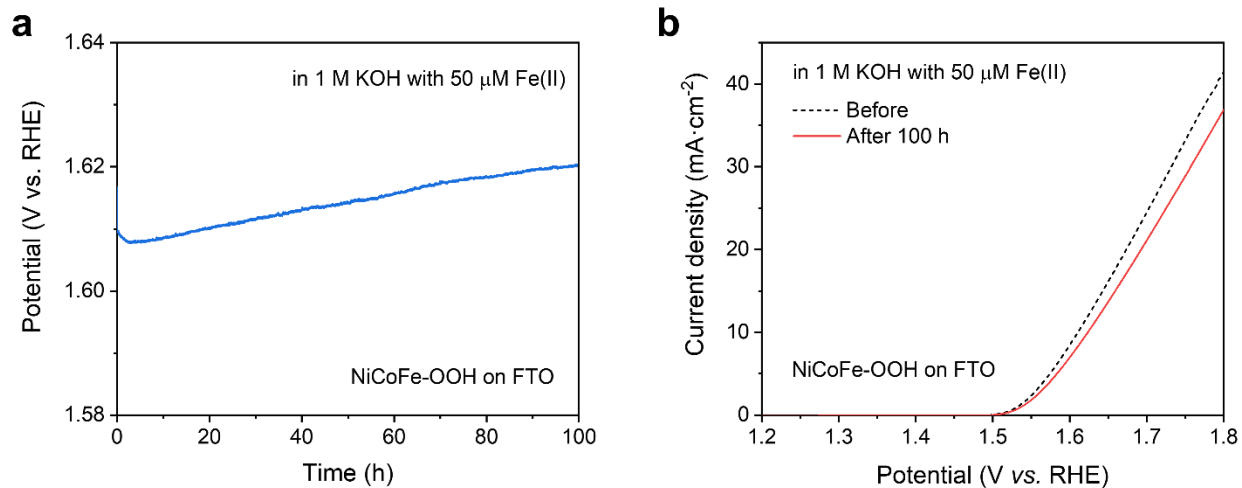 a
Potential (V vs. RHE)
1.64
1.62
1.60
1.58
in 1 M KOH with 50 μM Fe(II)
NiCoFe-OOH on FTO
0 20 40 60 80 100
Time (h)
b
Current density (mA·cm⁻²)
40
30
20
10
0
in 1 M KOH with 50 μM Fe(II)
Before
After 100 h
NiCoFe-OOH on FTO
1.2 1.3 1.4 1.5 1.6 1.7 1.8
Potential (V vs. RHE)